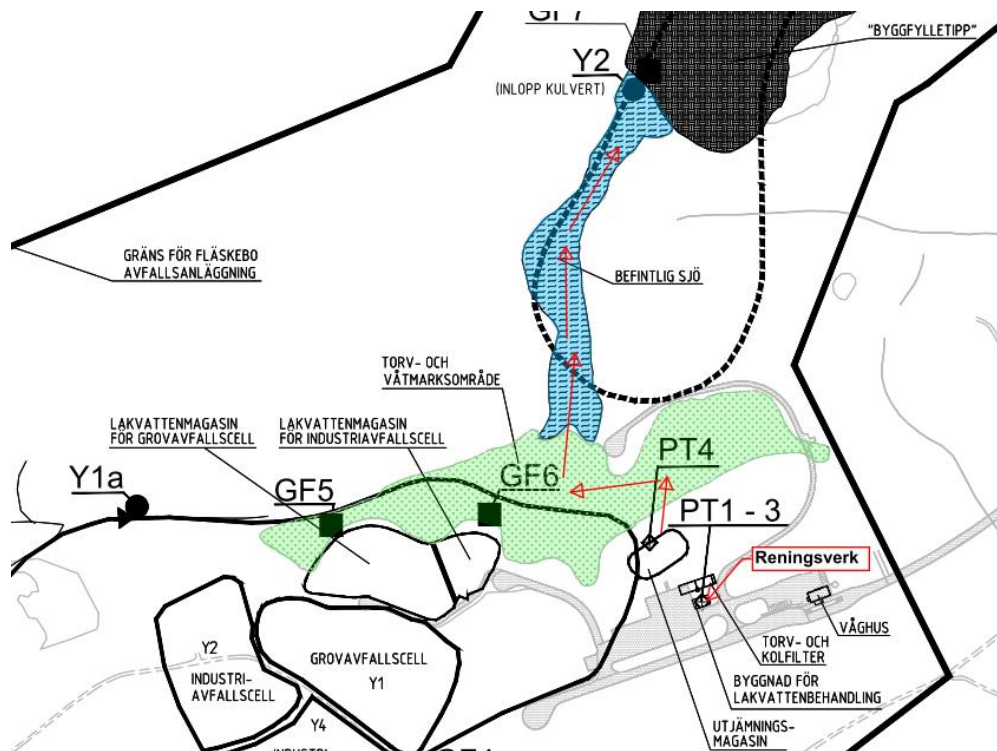 GF7
"BYGGFYLLETIPP"
Y2
(INLOPP KULVERT)
GRÄNS FÖR FLÄSKEBO
AVFALLSANLÄGGNING
BEFINTLIG SJÖ
TORV- OCH
VÅTMARKSOMRÅDE
LAKVATTENMAGASIN
FÖR GROVAVFALLSCELL
LAKVATTENMAGASIN
FÖR INDUSTRIAVFALLSCELL
PT4
Y1a
GF5
GF6
PT1 - 3
Reningsverk
VÅGHUS
TORV- OCH
KOLFILTER
BYGGNAD FÖR
LAKVATTENBEHANDLING
UTJÄMNINGS-
MAGASIN
Y2
INDUSTRI-
AVFALLSCELL
GROVAVFALLSCELL
Y1
Y4